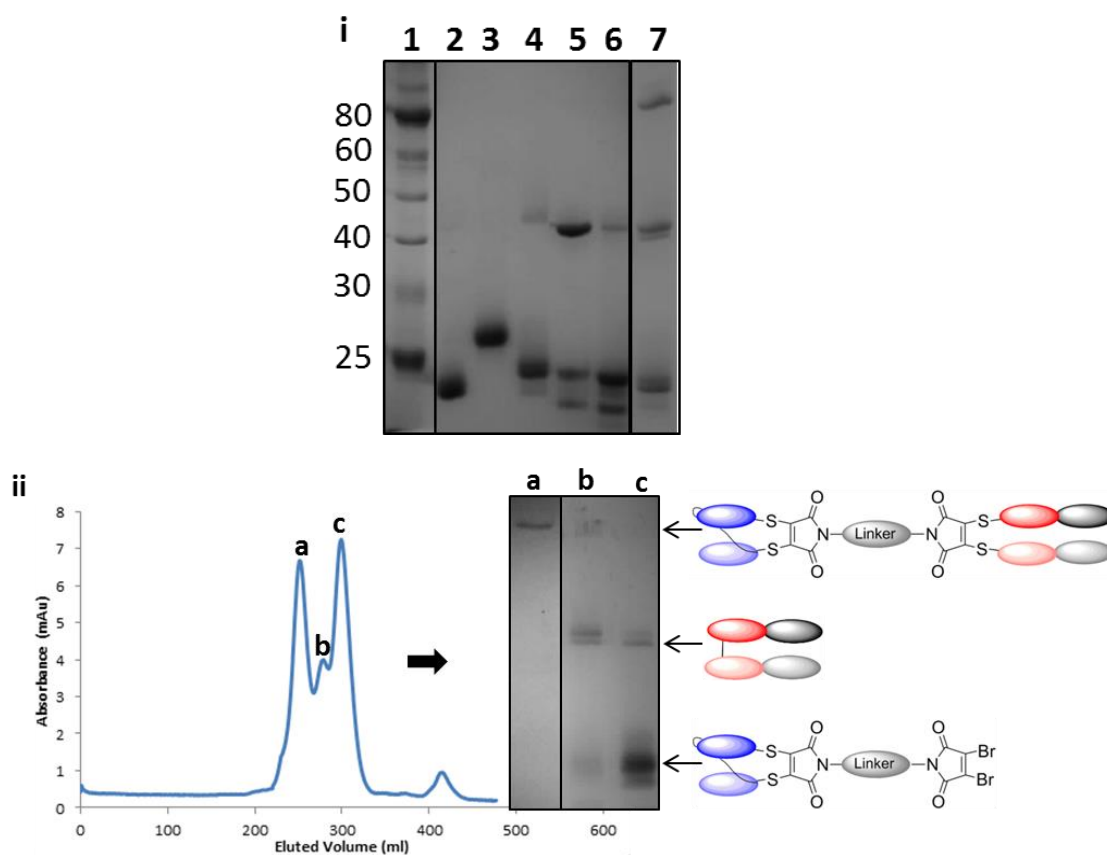 i
1 2 3 4 5 6 7
80
60
50
40
30
25
ii
a b c
Absorbance (mAu)
8
7
6
5
4
3
2
1
0
a
b
c
0 100 200 300 400 500 600
Eluted Volume (ml)
O O
S S
N Linker N
S S
O O
O O
S Br
N Linker N
S Br
O O